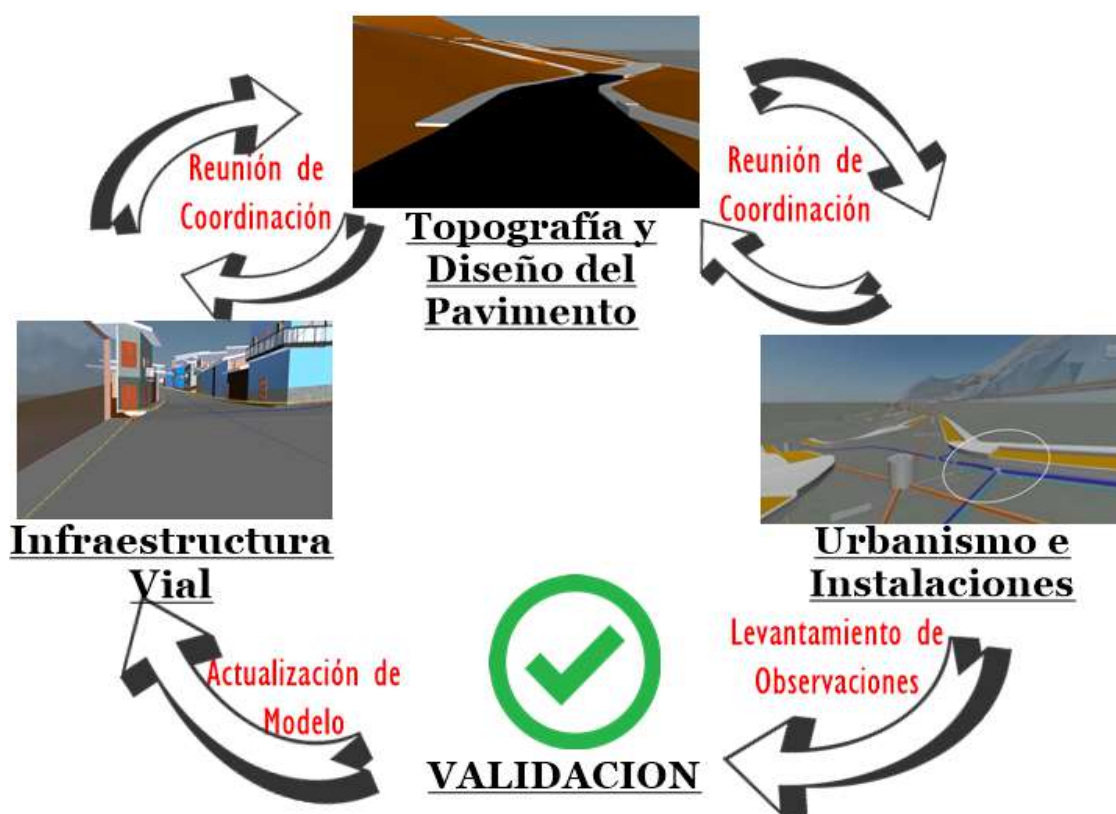 Reunión de
Coordinación
Reunión de
Coordinación
Topografía y
Diseño del
Pavimento
Infraestructura
Vial
Urbanismo e
Instalaciones
Actualización de
Modelo
Levantamiento de
Observaciones
VALIDACION